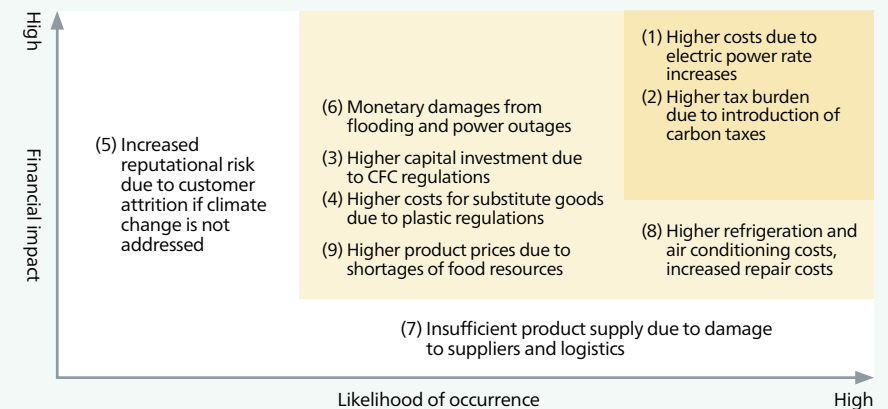 High
Financial impact
(5) Increased
reputational risk
due to customer
attrition if climate
change is not
addressed
(6) Monetary damages from
flooding and power outages
(3) Higher capital investment due
to CFC regulations
(4) Higher costs for substitute goods
due to plastic regulations
(9) Higher product prices due to
shortages of food resources
(1) Higher costs due to
electric power rate
increases
(2) Higher tax burden
due to introduction of
carbon taxes
(8) Higher refrigeration and
air conditioning costs,
increased repair costs
(7) Insufficient product supply due to damage
to suppliers and logistics
Likelihood of occurrence
High